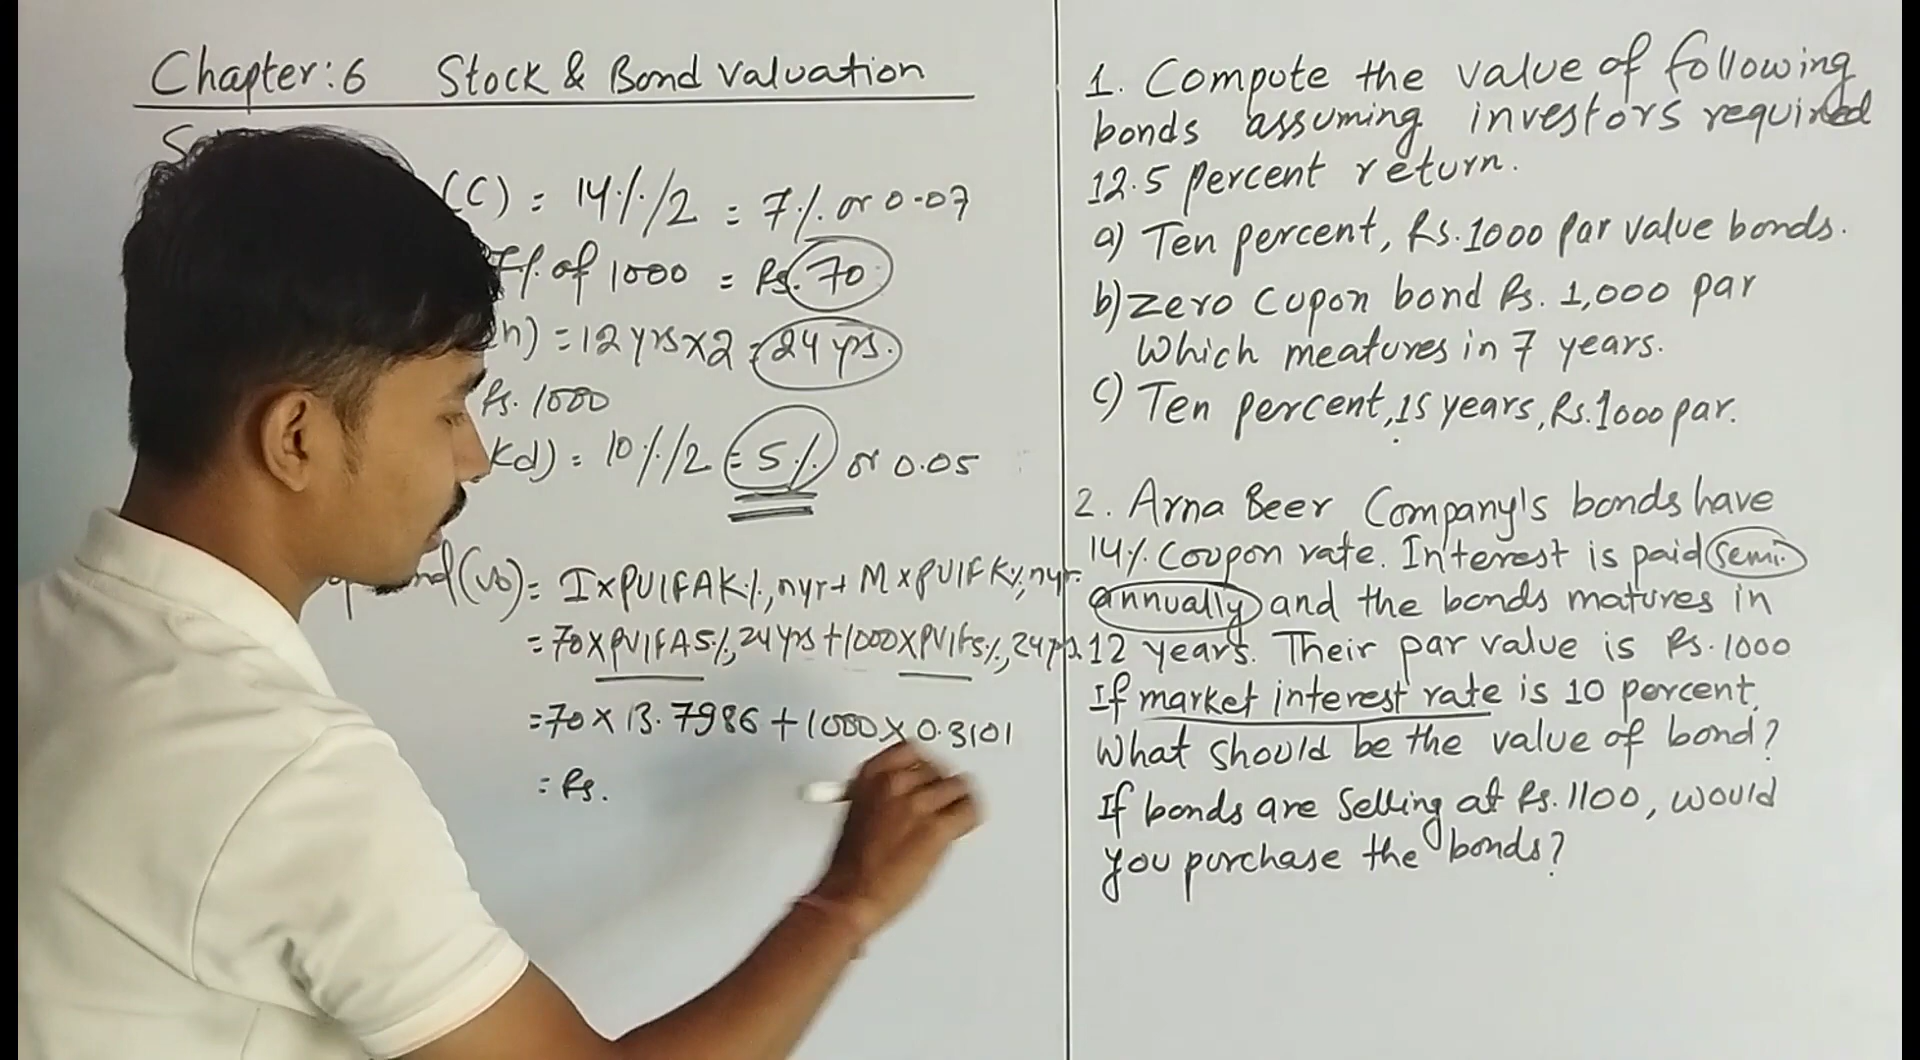 Chapter:6 Stock & Bond Valuation
(C) = 14%/2 = 7% or 0.07
7% of 1000 = Rs. 70
n) = 12 yrs x 2 = 24 yrs.
Rs. 1000
Kd) = 10%/2 = 5% or 0.05
(Vb) = I x PVIFAK%, nyr + M x PVIFK%, nyr.
= 70 x PVIFA5%, 24 yrs + 1000 x PVIF5%, 24 yrs.
= 70 x 13.7986 + 1000 x 0.3101
= Rs.
1. Compute the value of following
bonds assuming investors required
12.5 percent return.
a) Ten percent, Rs.1000 par value bonds.
b) Zero Cupon bond Rs. 1,000 par
Which meatures in 7 years.
c) Ten percent, 15 years, Rs.1000 par.
2. Arna Beer Company's bonds have
14% Coupon rate. Interest is paid semi
annually and the bonds matures in
12 years. Their par value is Rs.1000
If market interest rate is 10 percent,
What should be the value of bond?
If bonds are Selling at Rs.1100, would
you purchase the bonds?